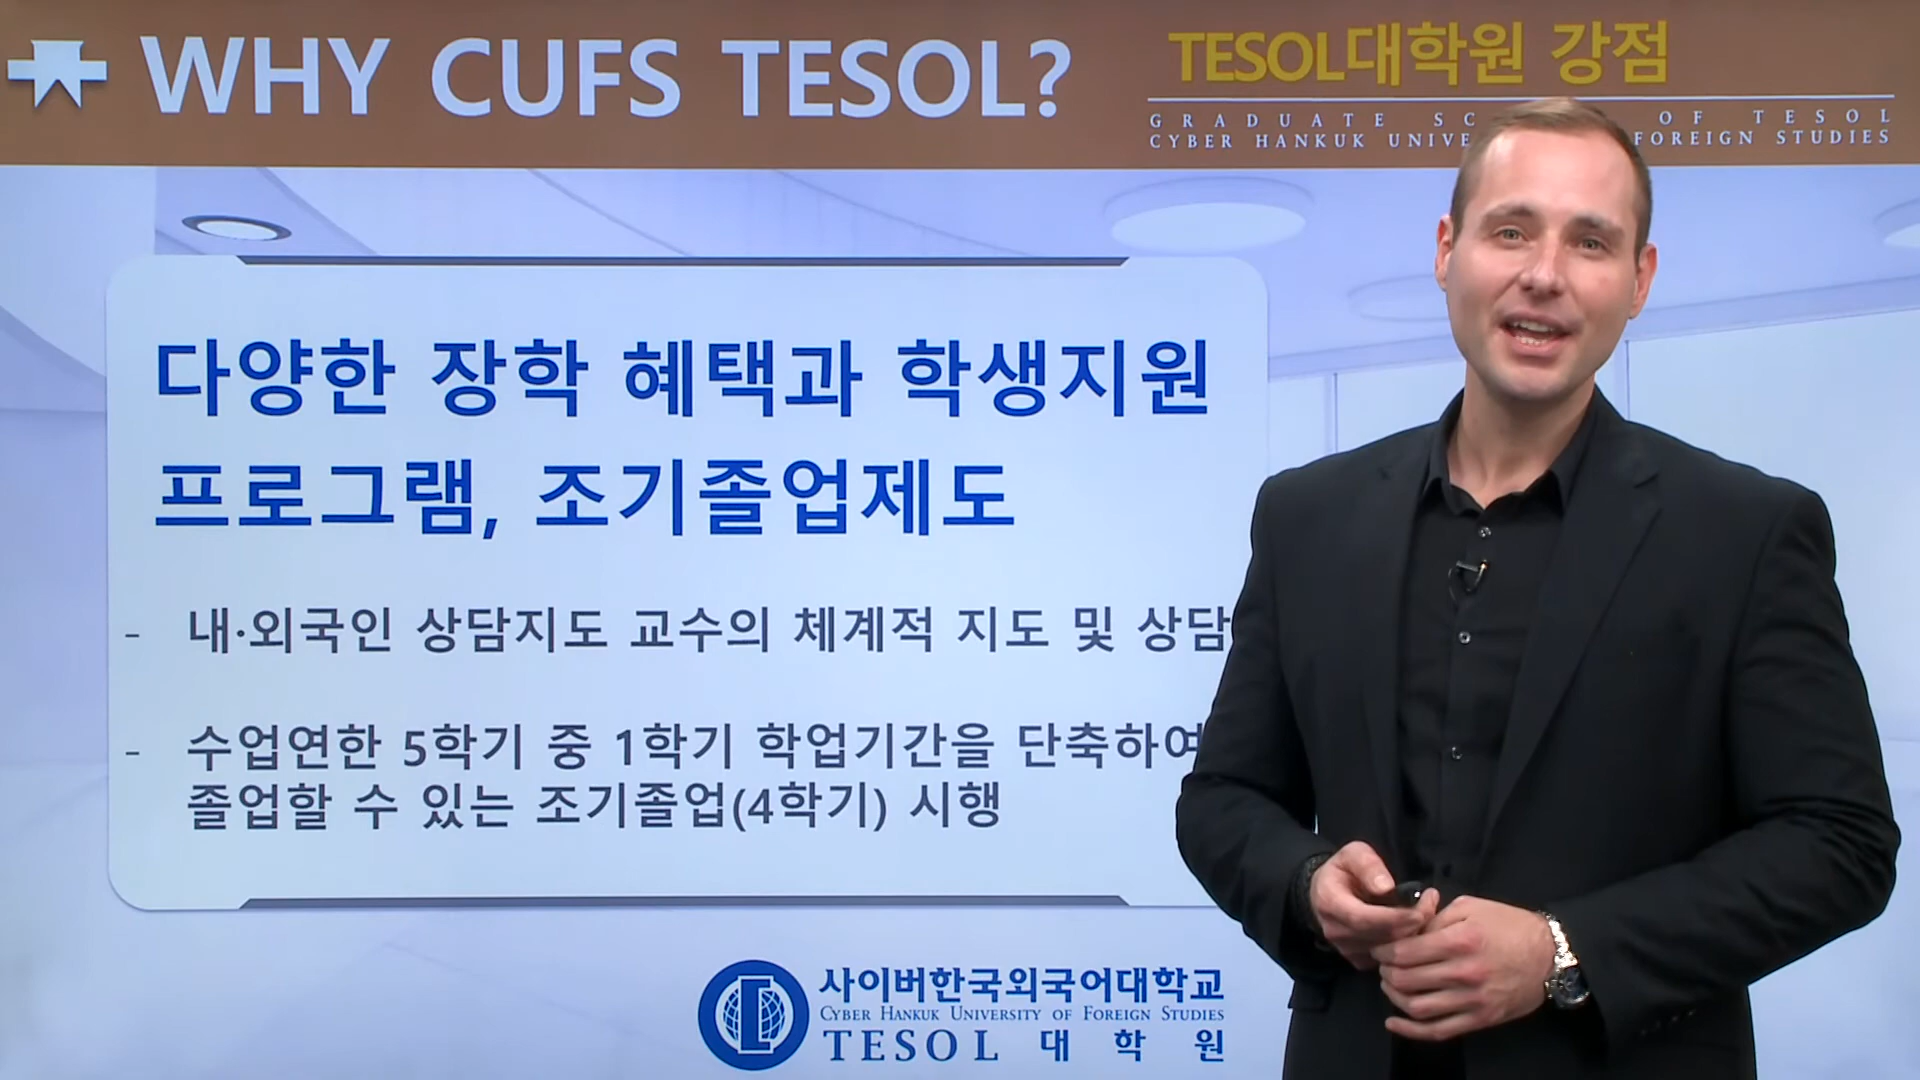 WHY CUFS TESOL?
TESOL대학원 강점
GRADUATE OF TESOL
CYBER HANKUK FOREIGN STUDIES
다양한 장학 혜택과 학생지원
프로그램, 조기졸업제도
- 내·외국인 상담지도 교수의 체계적 지도 및 상담
- 수업연한 5학기 중 1학기 학업기간을 단축하여
졸업할 수 있는 조기졸업(4학기) 시행
사이버한국외국어대학교
CYBER HANKUK UNIVERSITY OF FOREIGN STUDIES
TESOL 대학원